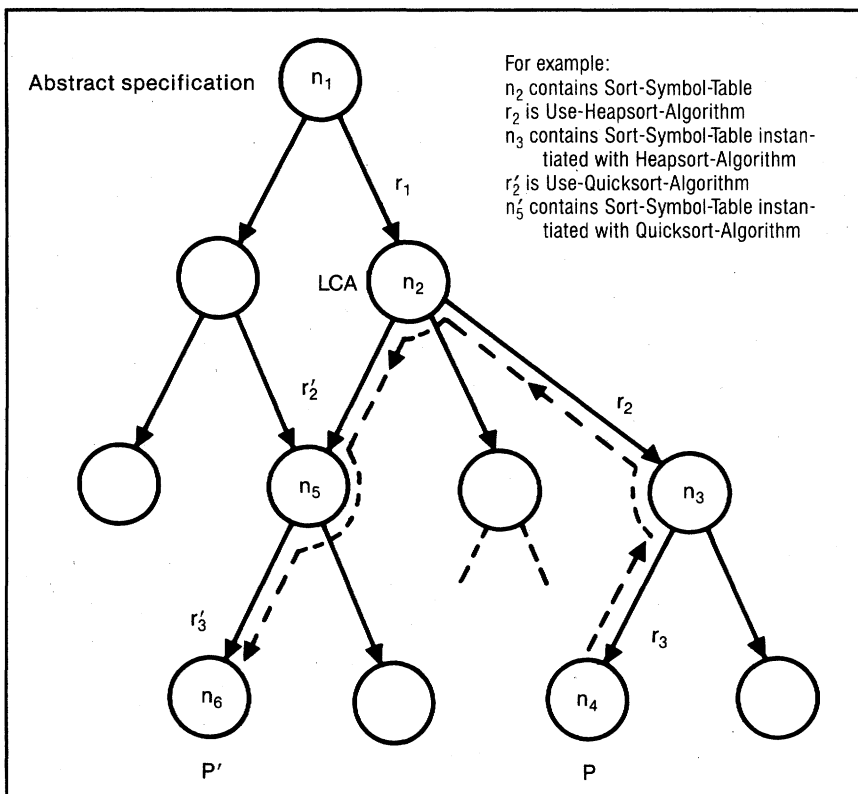 Abstract specification
n₁
For example:
n₂ contains Sort-Symbol-Table
r₂ is Use-Heapsort-Algorithm
n₃ contains Sort-Symbol-Table instan-
tiated with Heapsort-Algorithm
r₂′ is Use-Quicksort-Algorithm
n₅′ contains Sort-Symbol-Table instan-
tiated with Quicksort-Algorithm
r₁
LCA
n₂
r₂′
r₂
n₅
n₃
r₃′
r₃
n₆
n₄
P′
P